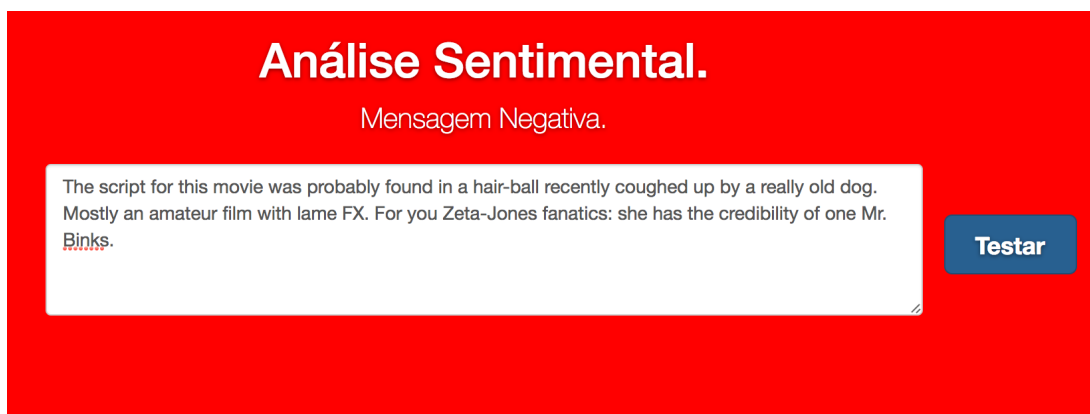 Análise Sentimental.
Mensagem Negativa.
The script for this movie was probably found in a hair-ball recently coughed up by a really old dog.
Mostly an amateur film with lame FX. For you Zeta-Jones fanatics: she has the credibility of one Mr.
Binks.
Testar